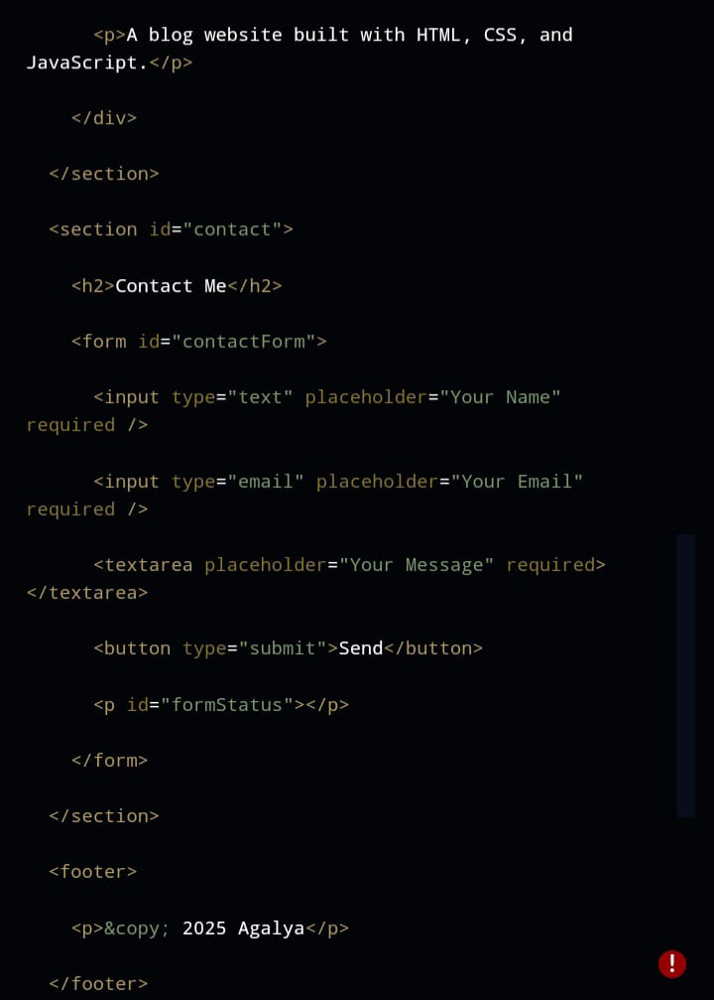 <p>A blog website built with HTML, CSS, and
JavaScript.</p>
</div>
</section>
<section id="contact">
<h2>Contact Me</h2>
<form id="contactForm">
<input type="text" placeholder="Your Name"
required />
<input type="email" placeholder="Your Email"
required />
<textarea placeholder="Your Message" required>
</textarea>
<button type="submit">Send</button>
<p id="formStatus"></p>
</form>
</section>
<footer>
<p>&copy; 2025 Agalya</p>
</footer>
!